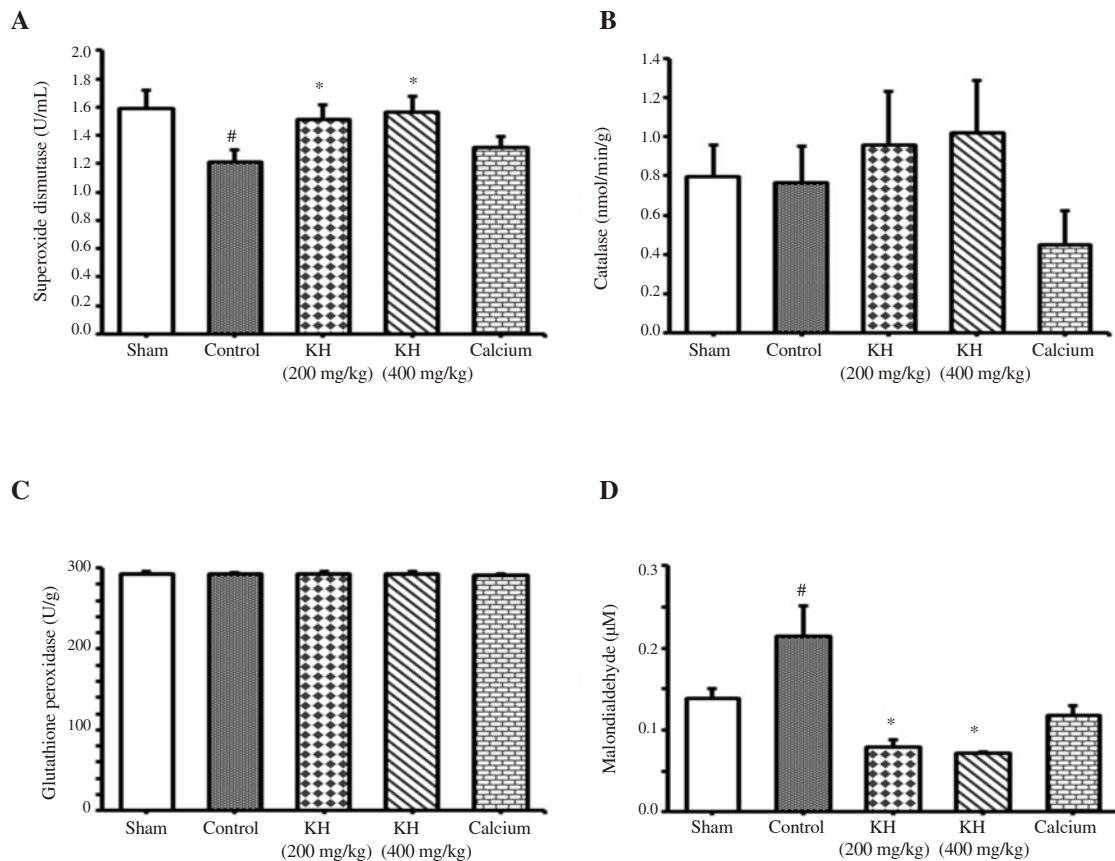 A
Superoxide dismutase (U/mL)
2.0
1.8
1.6
1.4
1.2
1.0
0.8
0.6
0.4
0.2
0.0
#
*
*
Sham Control KH KH Calcium
(200 mg/kg) (400 mg/kg)
B
Catalase (nmol/min/g)
1.4
1.2
1.0
0.8
0.6
0.4
0.2
0.0
Sham Control KH KH Calcium
(200 mg/kg) (400 mg/kg)
C
Glutathione peroxidase (U/g)
300
200
100
0
Sham Control KH KH Calcium
(200 mg/kg) (400 mg/kg)
D
Malondialdehyde (μM)
0.3
0.2
0.1
0.0
#
*
*
Sham Control KH KH Calcium
(200 mg/kg) (400 mg/kg)